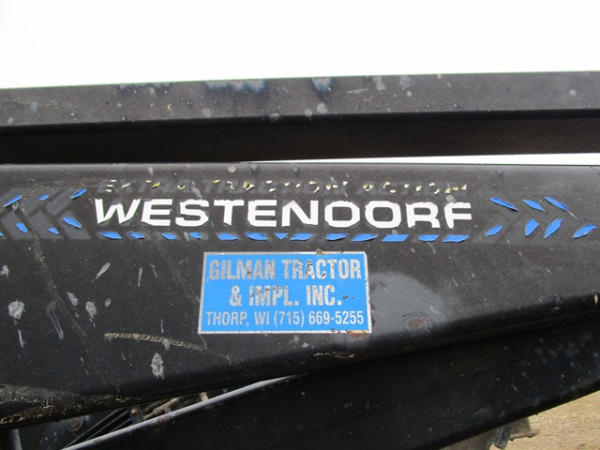 WESTENDORF
GILMAN TRACTOR
& IMPL. INC.
THORP, WI (715) 669-5255